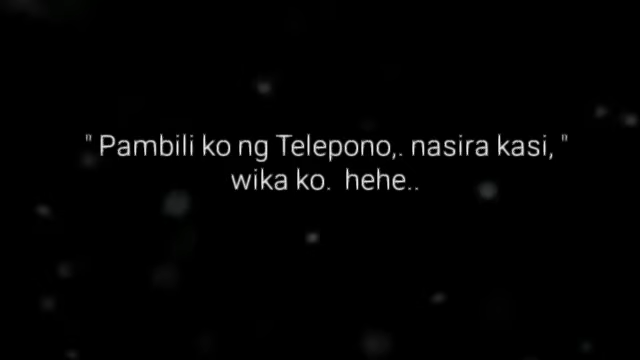 " Pambili ko ng Telepono,. nasira kasi, "
wika ko.  hehe..